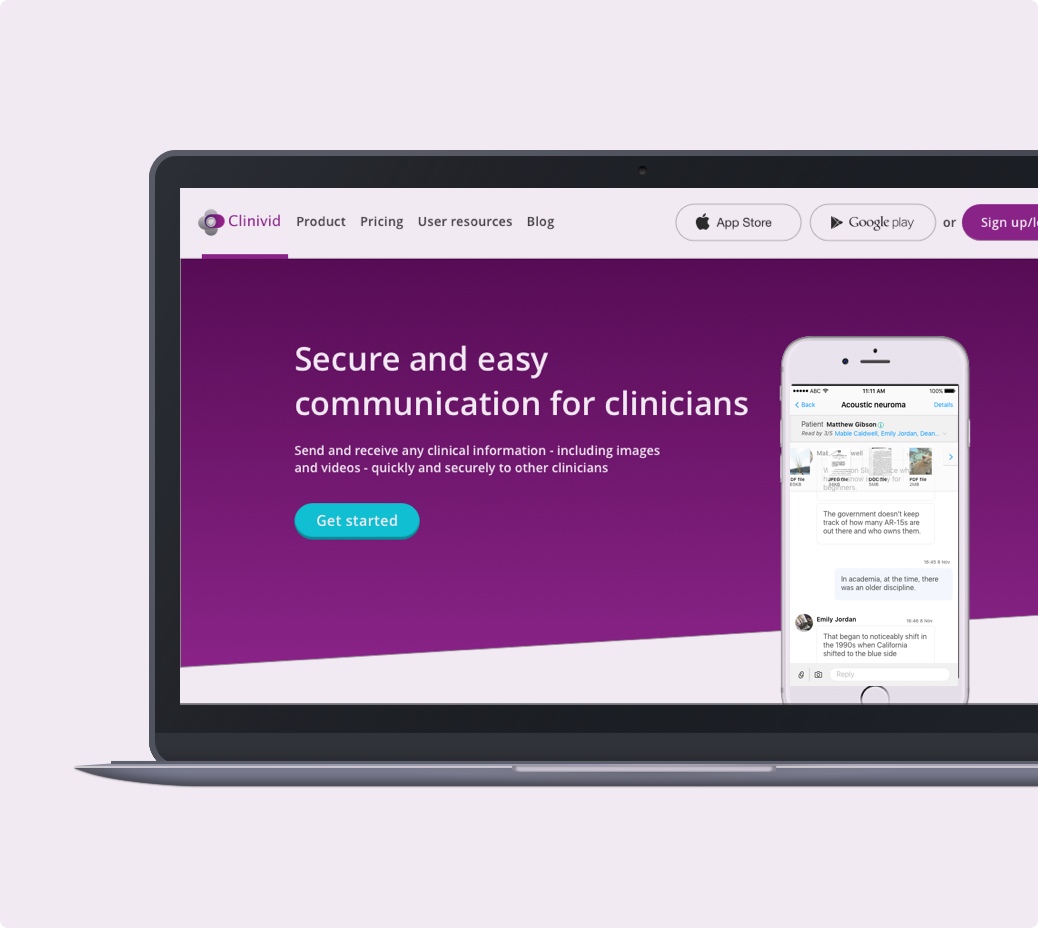 Clinivid Product Pricing User resources Blog App Store Google play or Sign up/l
Secure and easy
communication for clinicians
Send and receive any clinical information - including images
and videos - quickly and securely to other clinicians
Get started
ABC 11:11 AM 100%
Back Acoustic neuroma Details
Patient Matthew Gibson
Read by 3/5 Mable Caldwell, Emily Jordan, Dean...
DF file JPEG file DOC file PDF file
34KB 5MB 2MB
beginners.
The government doesn't keep
track of how many AR-15s are
out there and who owns them.
16:45 8 Nov
In academia, at the time, there
was an older discipline.
Emily Jordan 16:46 8 Nov
That began to noticeably shift in
the 1990s when California
shifted to the blue side
Reply